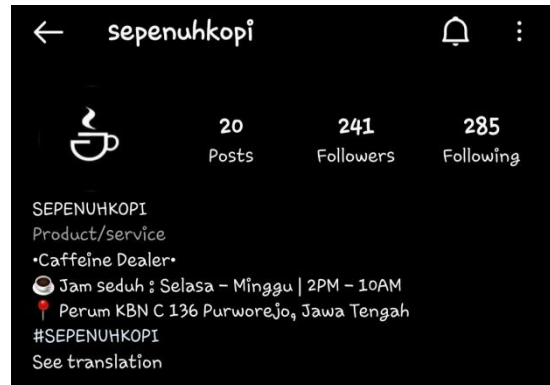 sepenuhkopi
20 241 285
Posts Followers Following
SEPENUHKOPI
Product/service
•Caffeine Dealer•
Jam seduh : Selasa – Minggu | 2PM – 10AM
Perum KBN C 136 Purworejo, Jawa Tengah
#SEPENUHKOPI
See translation